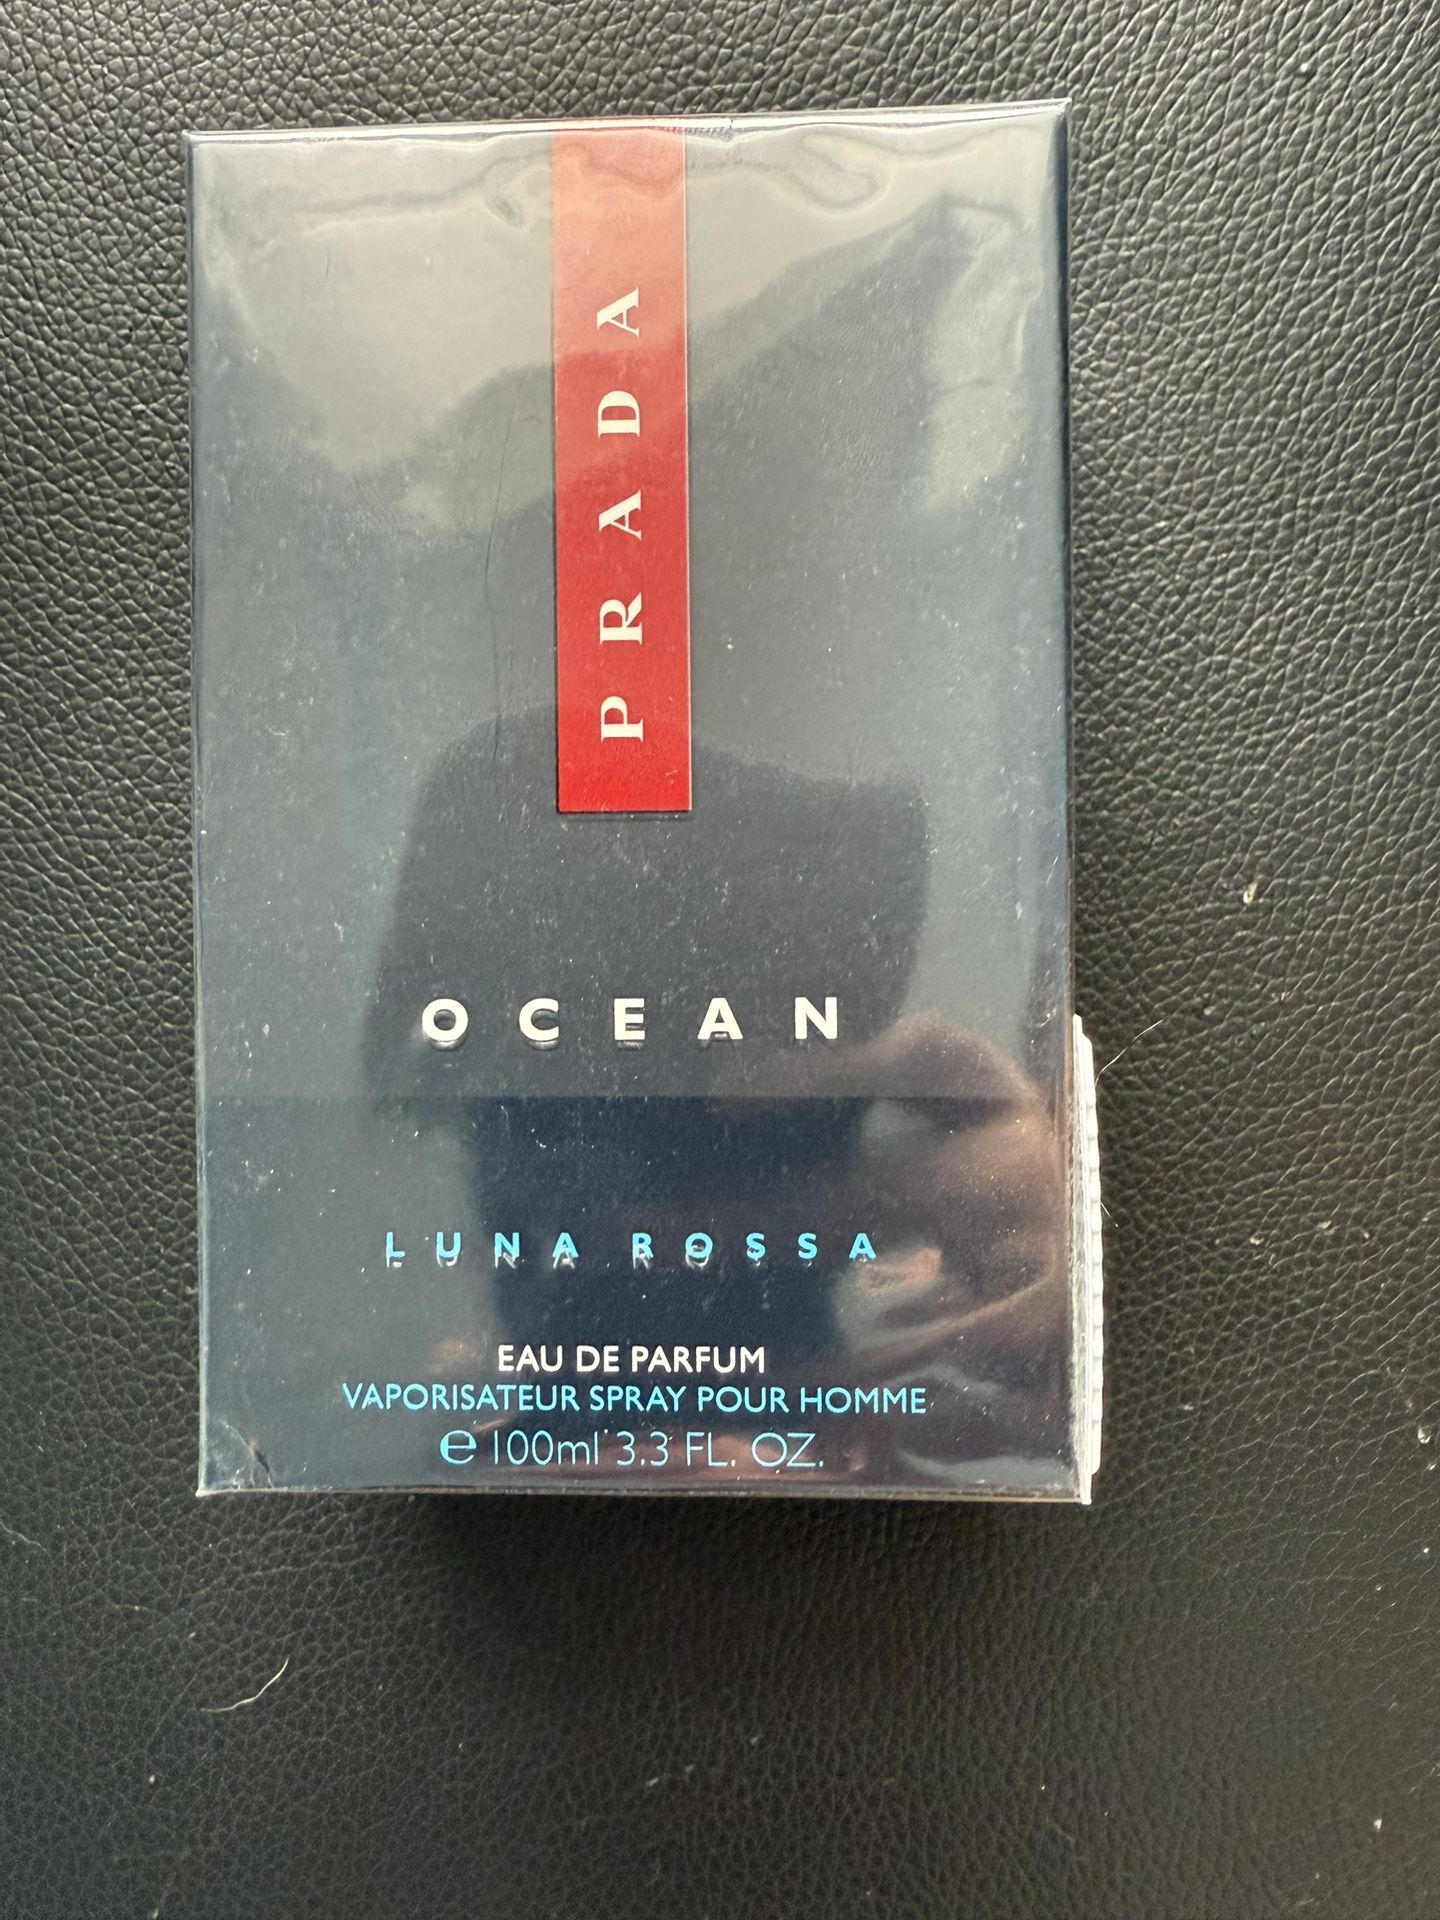 PRADA
OCEAN
LUNA ROSSA
EAU DE PARFUM
VAPORISATEUR SPRAY POUR HOMME
℮ 100ml 3.3 FL. OZ.